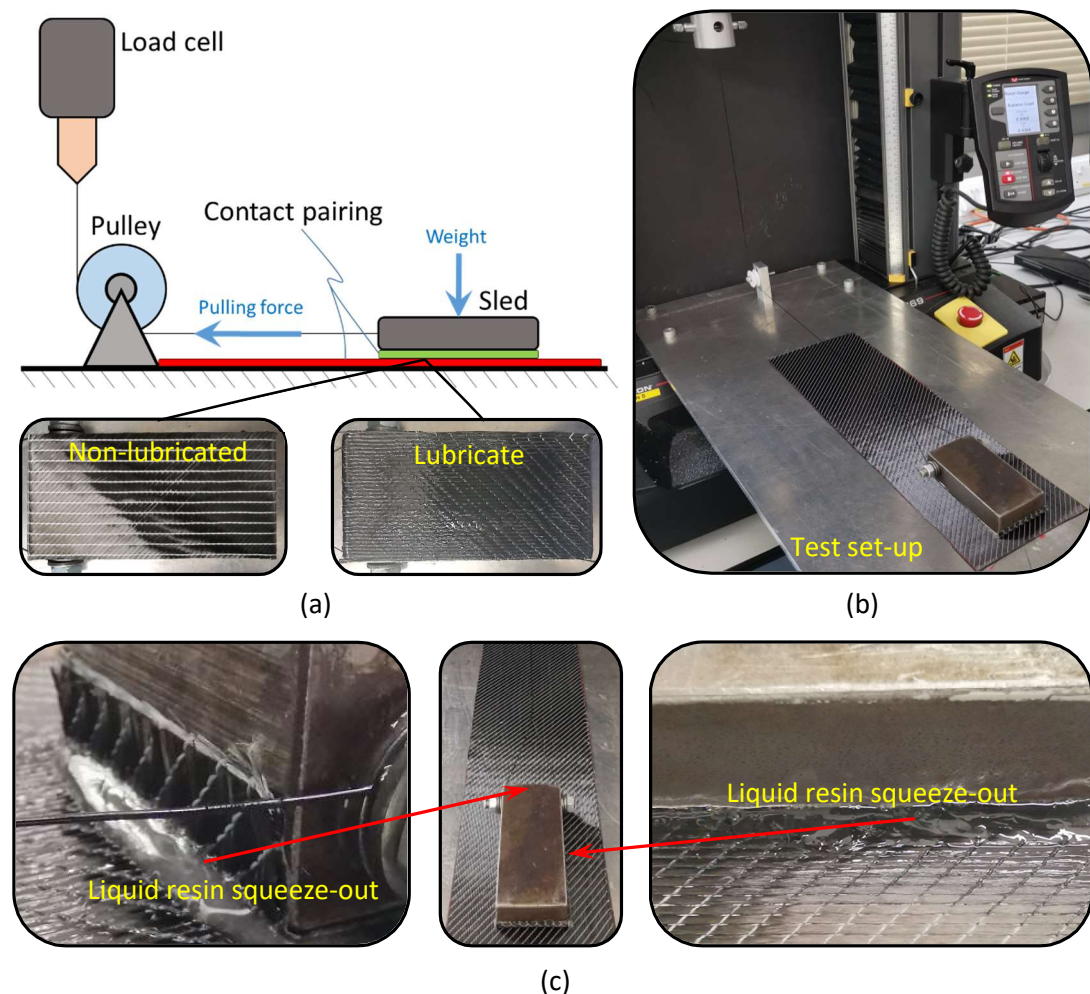 Load cell
Pulley
Contact pairing
Weight
Pulling force
Sled
Non-lubricated
Lubricate
(a)
Test set-up
(b)
Liquid resin squeeze-out
Liquid resin squeeze-out
(c)